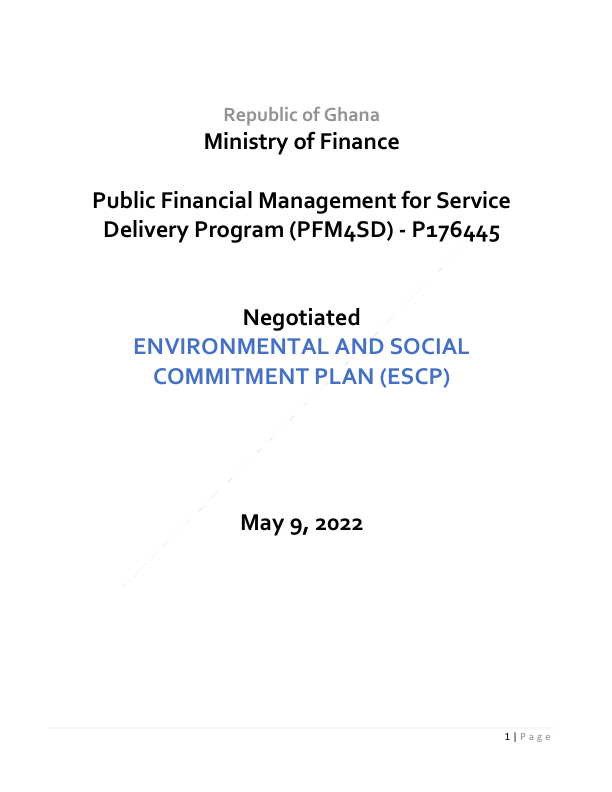 Republic of Ghana
Ministry of Finance
Public Financial Management for Service
Delivery Program (PFM4SD) - P176445
Negotiated
ENVIRONMENTAL AND SOCIAL
COMMITMENT PLAN (ESCP)
May 9, 2022
1 | Page